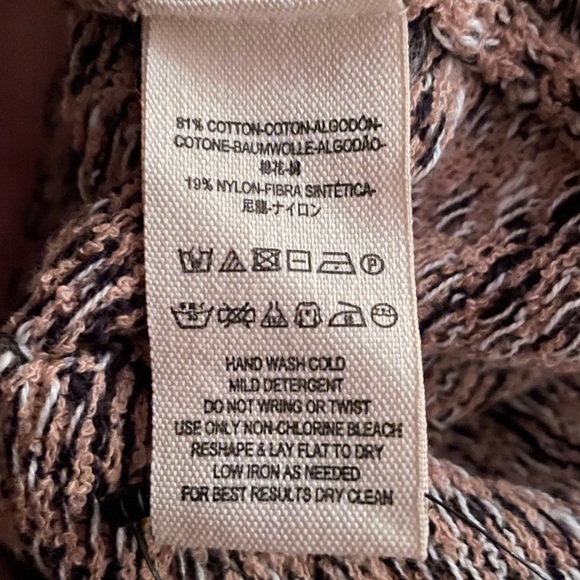 81% COTTON-COTON-ALGODÓN-
COTONE-BAUMWOLLE-ALGODÃO-
棉花-綿
19% NYLON-FIBRA SINTÉTICA-
尼龍-ナイロン
P
HAND WASH COLD
MILD DETERGENT
DO NOT WRING OR TWIST
USE ONLY NON-CHLORINE BLEACH
RESHAPE & LAY FLAT TO DRY
LOW IRON AS NEEDED
FOR BEST RESULTS DRY CLEAN